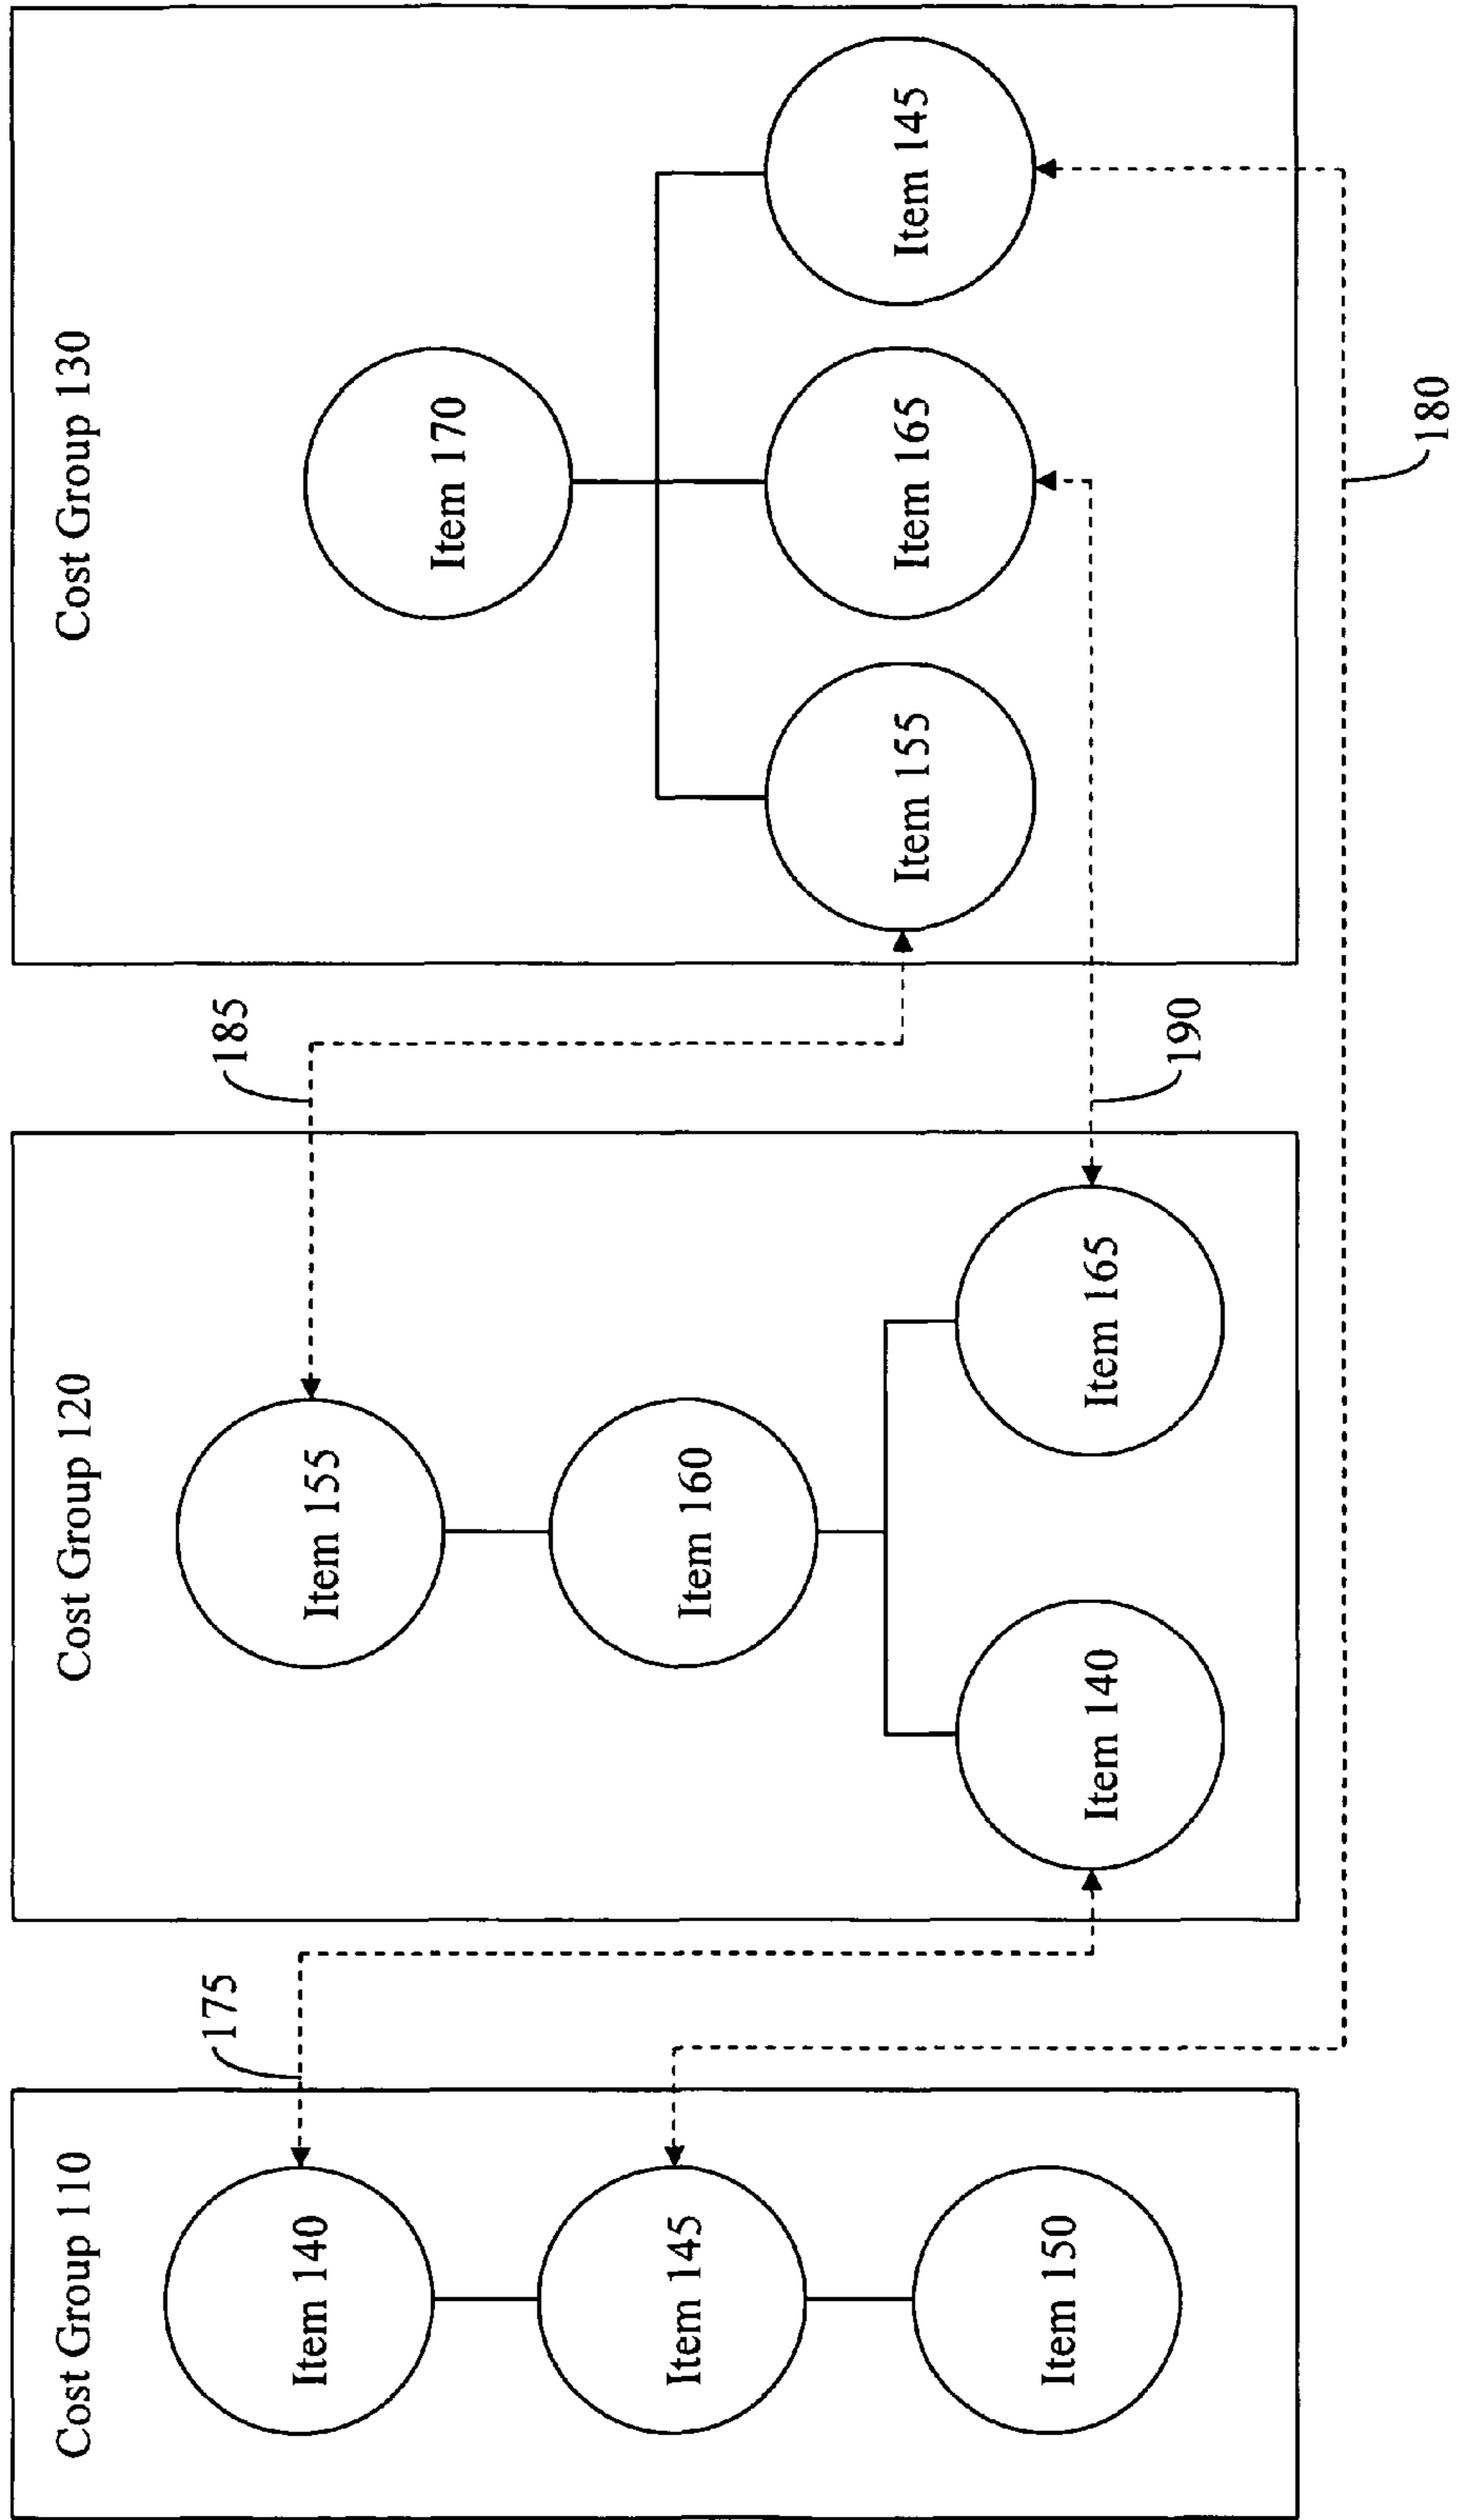 Cost Group 110
Item 140
Item 145
Item 150
175
Cost Group 120
Item 155
Item 160
Item 140
Item 165
185
190
Cost Group 130
Item 170
Item 155
Item 165
Item 145
180